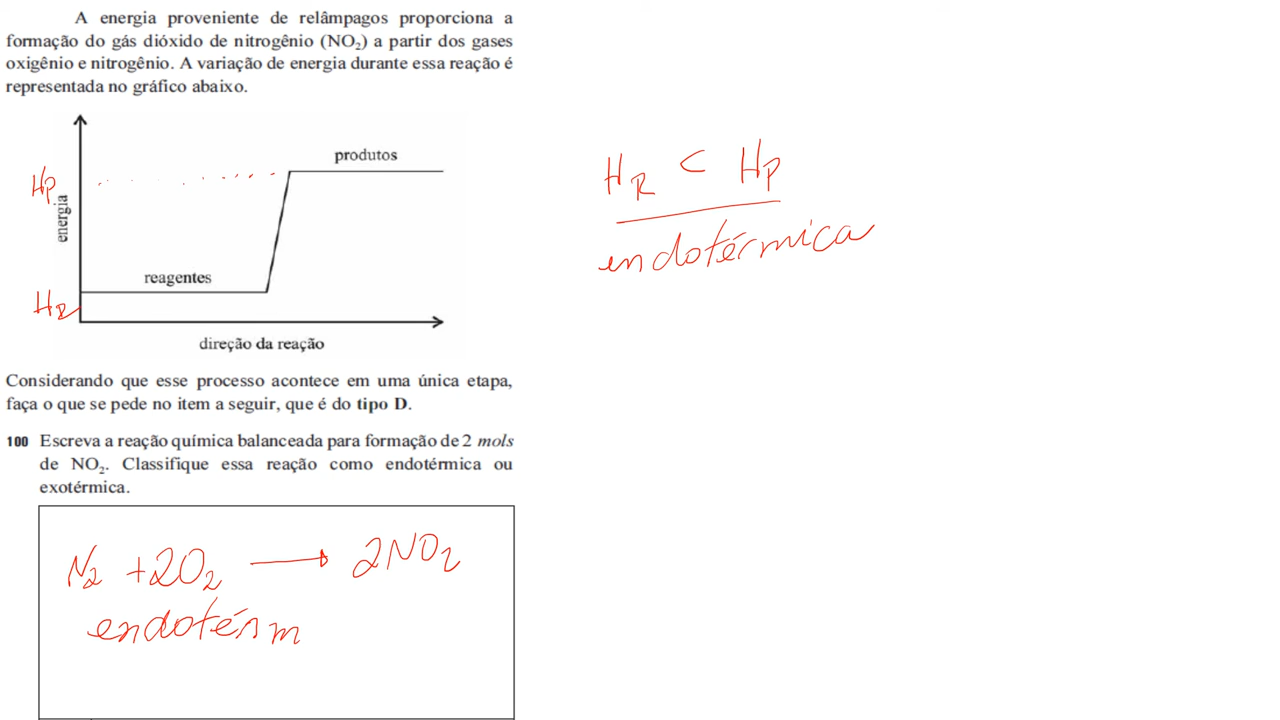 A energia proveniente de relâmpagos proporciona a
formação do gás dióxido de nitrogênio (NO₂) a partir dos gases
oxigênio e nitrogênio. A variação de energia durante essa reação é
representada no gráfico abaixo.
produtos
Hp
energia
reagentes
HR
direção da reação
HR < HP
endotérmica
Considerando que esse processo acontece em uma única etapa,
faça o que se pede no item a seguir, que é do tipo D.
100 Escreva a reação química balanceada para formação de 2 mols
de NO₂. Classifique essa reação como endotérmica ou
exotérmica.
N₂ + 2O₂ → 2NO₂
endotérm